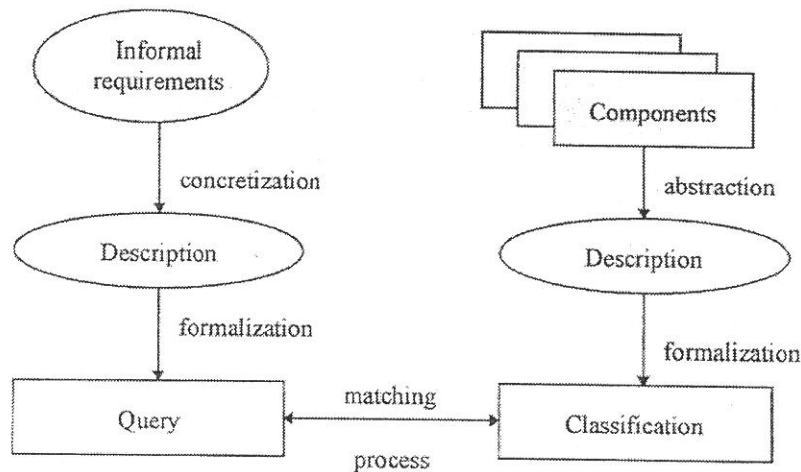 Informal
requirements
Components
concretization
abstraction
Description
Description
formalization
formalization
matching
Query
Classification
process